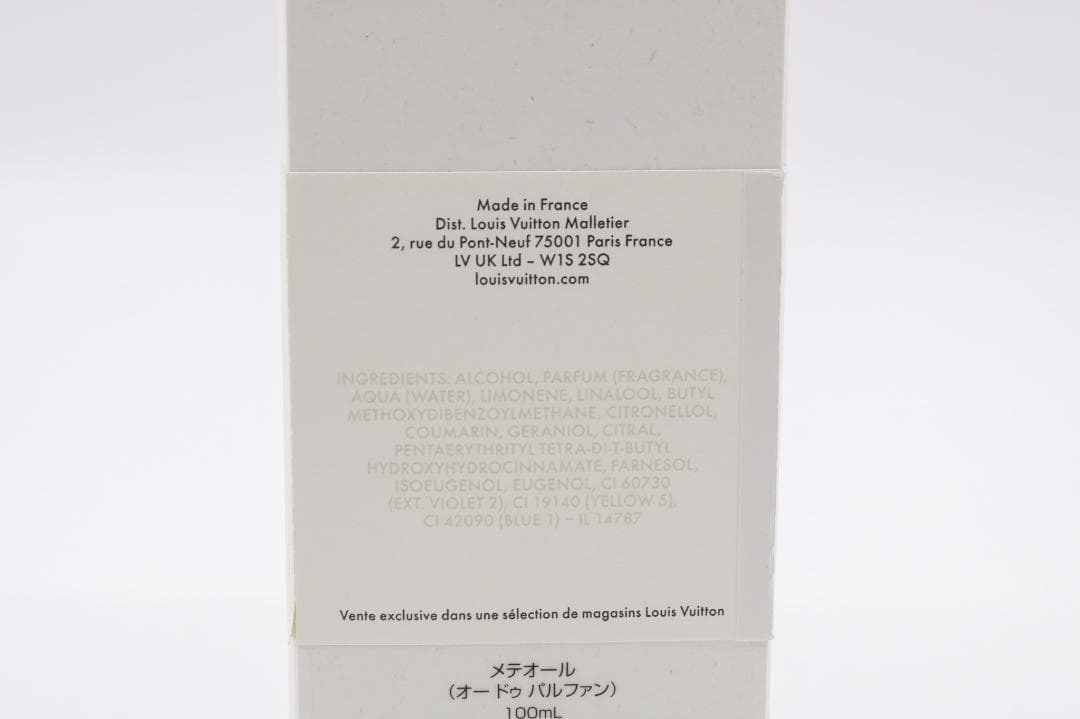 Made in France
Dist. Louis Vuitton Malletier
2, rue du Pont-Neuf 75001 Paris France
LV UK Ltd – W1S 2SQ
louisvuitton.com
INGREDIENTS: ALCOHOL, PARFUM (FRAGRANCE),
AQUA (WATER), LIMONENE, LINALOOL, BUTYL
METHOXYDIBENZOYLMETHANE, CITRONELLOL,
COUMARIN, GERANIOL, CITRAL,
PENTAERYTHRITYL TETRA-DI-T-BUTYL
HYDROXYHYDROCINNAMATE, FARNESOL,
ISOEUGENOL, EUGENOL, CI 60730
(EXT. VIOLET 2), CI 19140 (YELLOW 5),
CI 42090 (BLUE 1) – IL 14787
Vente exclusive dans une sélection de magasins Louis Vuitton
メテオール
（オー ドゥ パルファン）
100mL